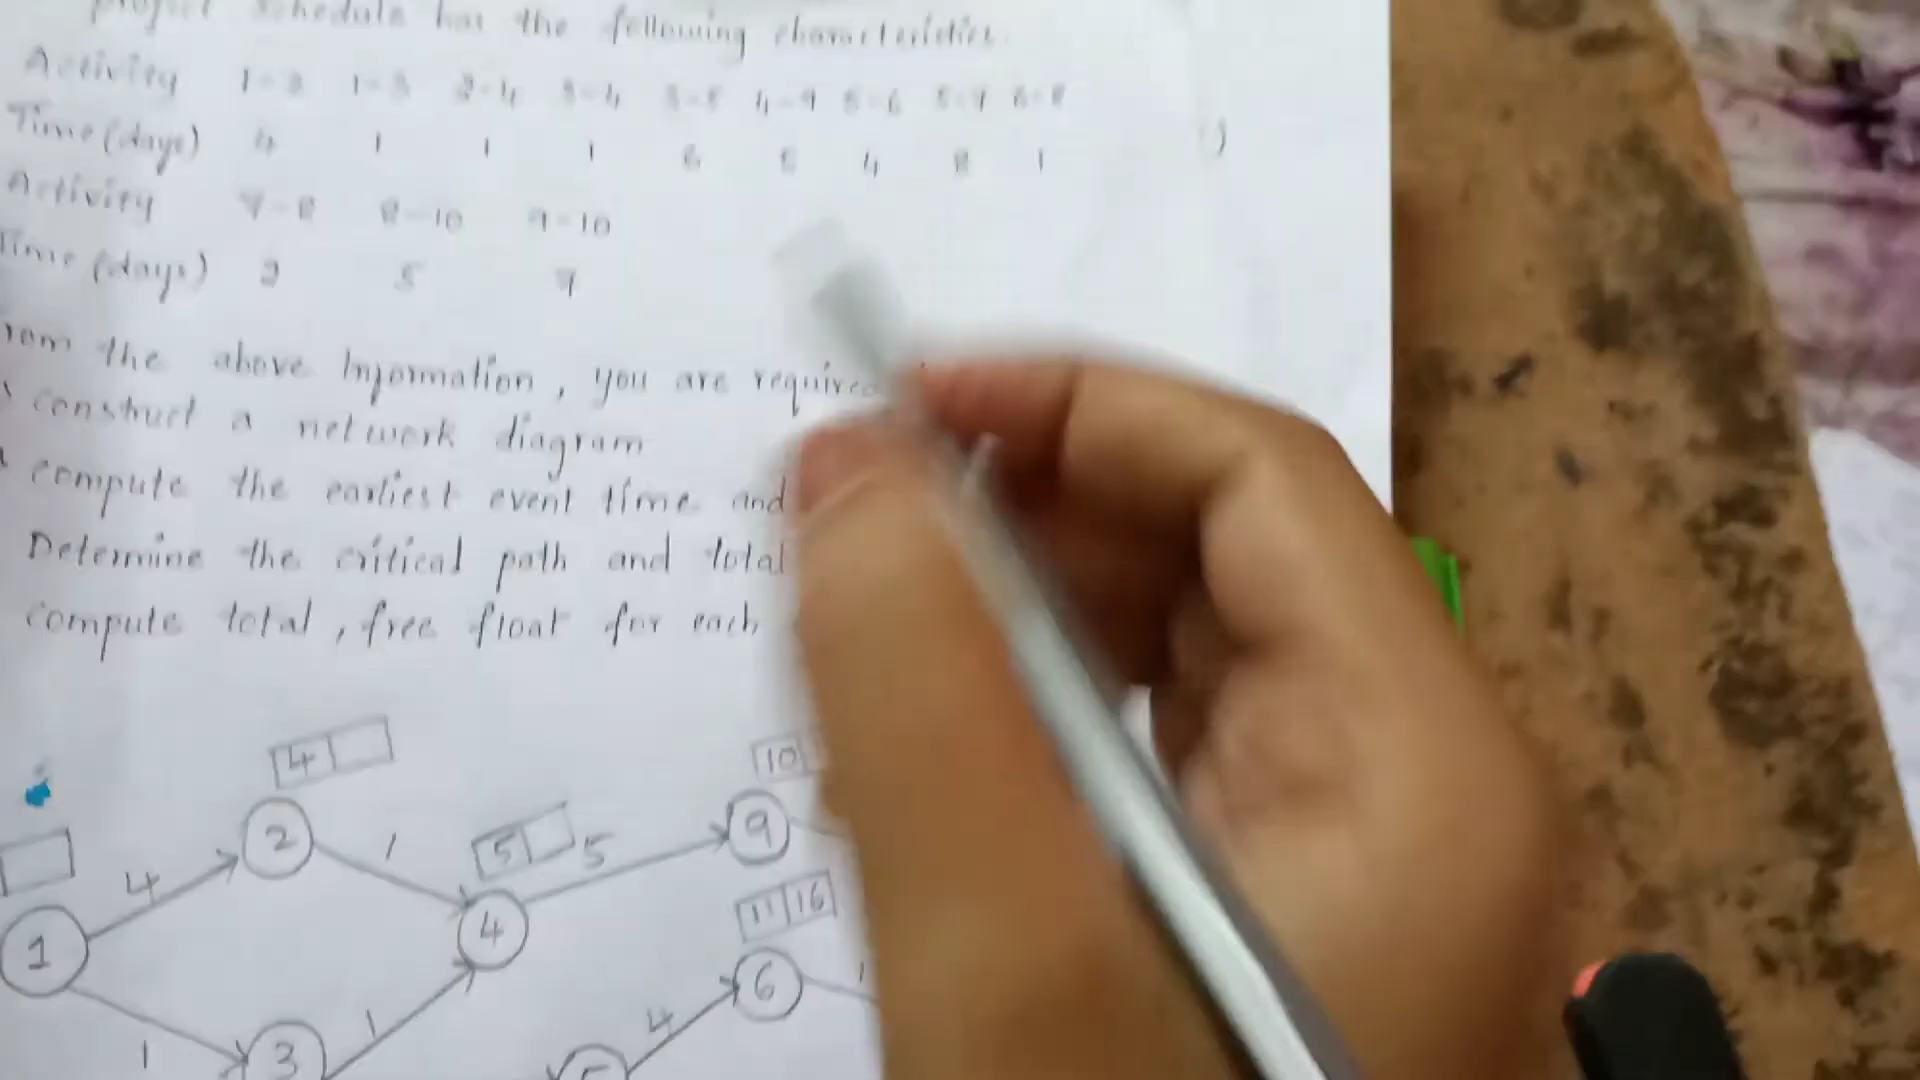 project schedule has the following characteristics.
Activity 1-2 1-3 2-4 3-4 3-5 4-9 5-6 5-7 6-8
Time (days) 4 1 1 1 6 5 4 8 1
Activity 7-8 8-10 9-10
Time (days) 2 5 7
the above Information, you are
construct a network diagram
compute the earliest event time and
Determine the critical path and total
compute total, free float for each
4
10
5
5
9
2
1
4
11 16
1
4
6
1
4
1
3
1
5